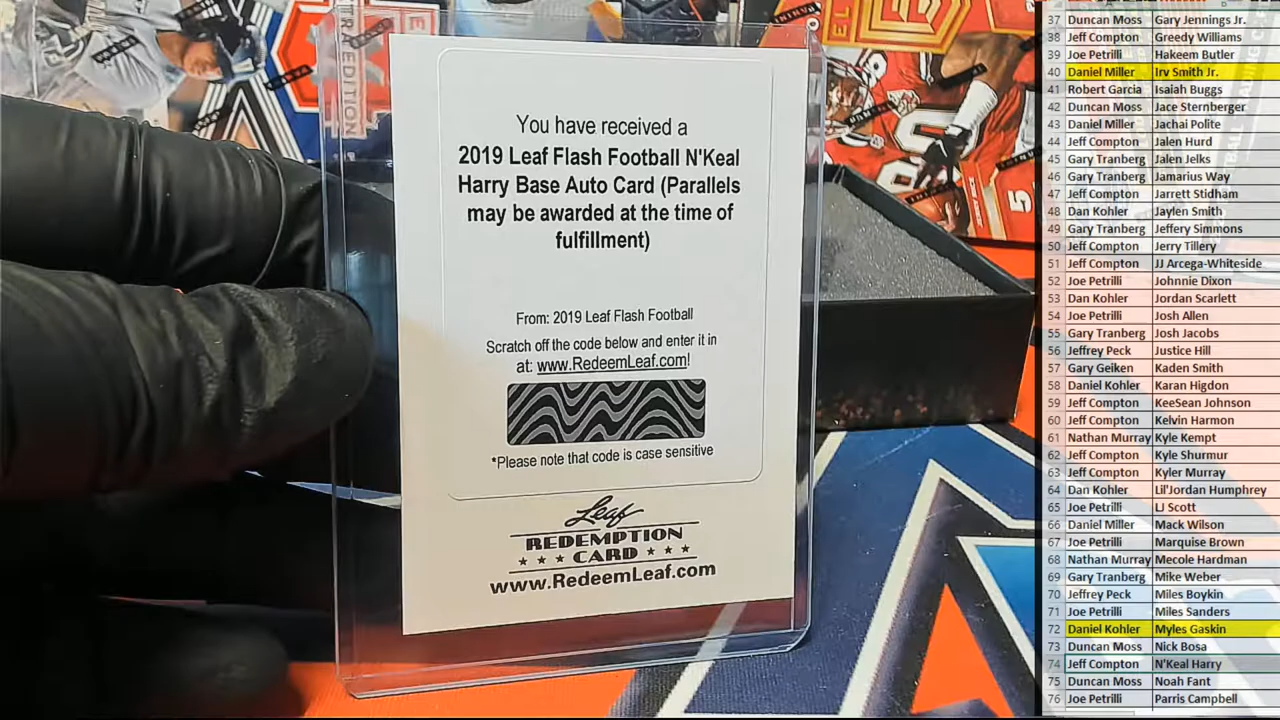 You have received a
2019 Leaf Flash Football N'Keal
Harry Base Auto Card (Parallels
may be awarded at the time of
fulfillment)
From: 2019 Leaf Flash Football
Scratch off the code below and enter it in
at: www.RedeemLeaf.com!
*Please note that code is case sensitive
Leaf
REDEMPTION
CARD
www.RedeemLeaf.com
37 Duncan Moss Gary Jennings Jr.
38 Jeff Compton Greedy Williams
39 Joe Petrilli Hakeem Butler
40 Daniel Miller Irv Smith Jr.
41 Robert Garcia Isaiah Buggs
42 Duncan Moss Jace Sternberger
43 Daniel Miller Jachai Polite
44 Jeff Compton Jalen Hurd
45 Gary Tranberg Jalen Jelks
46 Gary Tranberg Jamarius Way
47 Jeff Compton Jarrett Stidham
48 Dan Kohler Jaylen Smith
49 Gary Tranberg Jeffery Simmons
50 Jeff Compton Jerry Tillery
51 Jeff Compton JJ Arcega-Whiteside
52 Joe Petrilli Johnnie Dixon
53 Dan Kohler Jordan Scarlett
54 Joe Petrilli Josh Allen
55 Gary Tranberg Josh Jacobs
56 Jeffrey Peck Justice Hill
57 Gary Geiken Kaden Smith
58 Daniel Kohler Karan Higdon
59 Jeff Compton KeeSean Johnson
60 Jeff Compton Kelvin Harmon
61 Nathan Murray Kyle Kempt
62 Jeff Compton Kyle Shurmur
63 Jeff Compton Kyler Murray
64 Dan Kohler Lil'Jordan Humphrey
65 Joe Petrilli LJ Scott
66 Daniel Miller Mack Wilson
67 Joe Petrilli Marquise Brown
68 Nathan Murray Mecole Hardman
69 Gary Tranberg Mike Weber
70 Jeffrey Peck Miles Boykin
71 Joe Petrilli Miles Sanders
72 Daniel Kohler Myles Gaskin
73 Duncan Moss Nick Bosa
74 Jeff Compton N'Keal Harry
75 Duncan Moss Noah Fant
76 Joe Petrilli Parris Campbell